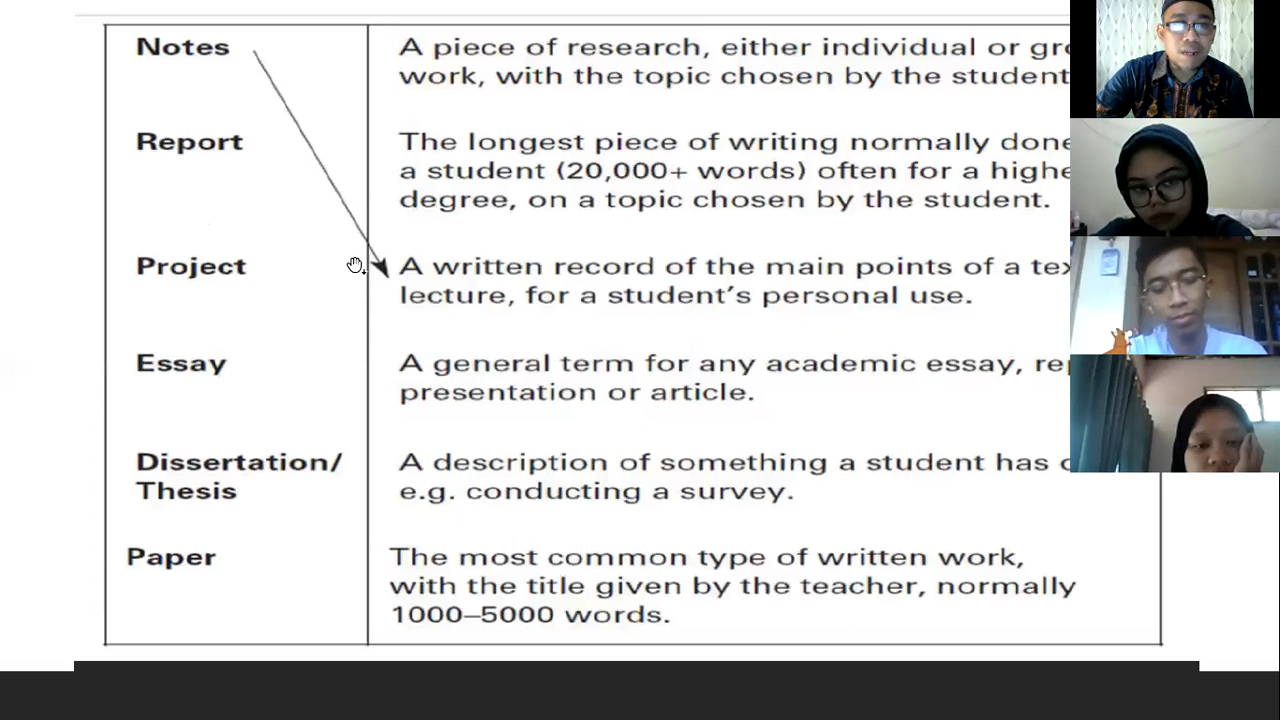 Notes
A piece of research, either individual or
work, with the topic chosen by the student
Report
The longest piece of writing normally done
a student (20,000+ words) often for a
degree, on a topic chosen by the student.
Project
A written record of the main points of a
lecture, for a student's personal use.
Essay
A general term for any academic essay,
presentation or article.
Dissertation/
Thesis
A description of something a student has
e.g. conducting a survey.
Paper
The most common type of written work,
with the title given by the teacher, normally
1000–5000 words.